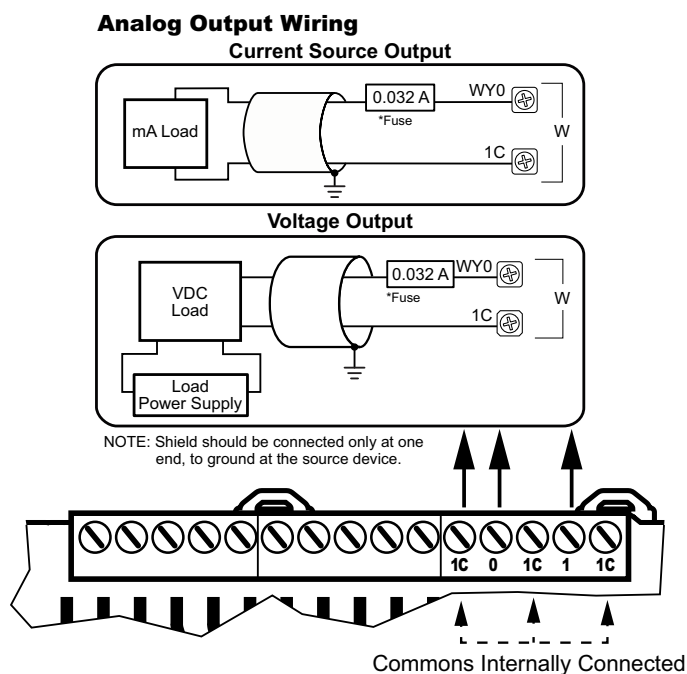 Analog Output Wiring
Current Source Output
mA Load
0.032 A
*Fuse
WY0
1C
W
Voltage Output
VDC
Load
Load
Power Supply
0.032 A
*Fuse
WY0
1C
W
NOTE: Shield should be connected only at one
end, to ground at the source device.
1C 0 1C 1 1C
Commons Internally Connected